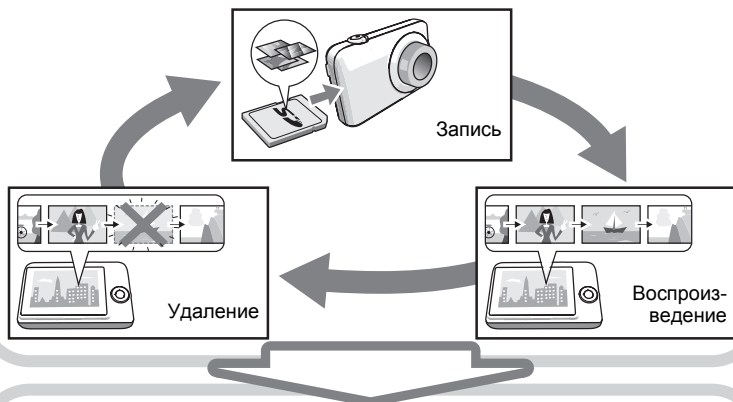 Запись
Удаление
Воспроиз-
ведение